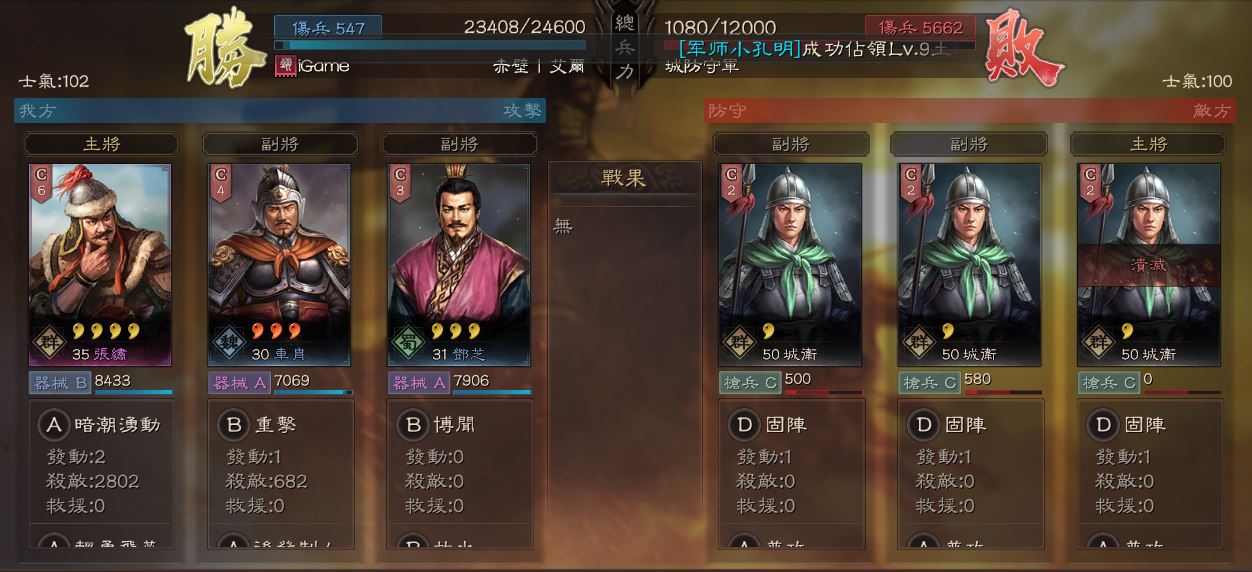 勝
傷兵 547
23408/24600
總兵力
1080/12000
傷兵 5662
敗
[军师小孔明]成功佔領Lv.9土
士氣:102
iGame
赤壁丨艾爾
城防守軍
士氣:100
我方
攻擊
防守
敵方
主將
副將
副將
戰果
副將
副將
主將
C 6
C 4
C 3
無
C 2
C 2
C 2
潰滅
群
35 張繡
魏
30 車胄
蜀
31 鄧芝
群
50 城衛
群
50 城衛
群
50 城衛
器械 B 8433
器械 A 7069
器械 A 7906
槍兵 C 500
槍兵 C 580
槍兵 C 0
A 暗潮湧動
B 重擊
B 博聞
D 固陣
D 固陣
D 固陣
發動:2
發動:1
發動:0
發動:1
發動:1
發動:1
殺敵:2802
殺敵:682
殺敵:0
殺敵:0
殺敵:0
殺敵:0
救援:0
救援:0
救援:0
救援:0
救援:0
救援:0